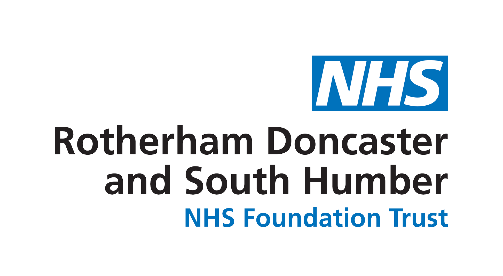 NHS
Rotherham Doncaster
and South Humber
NHS Foundation Trust